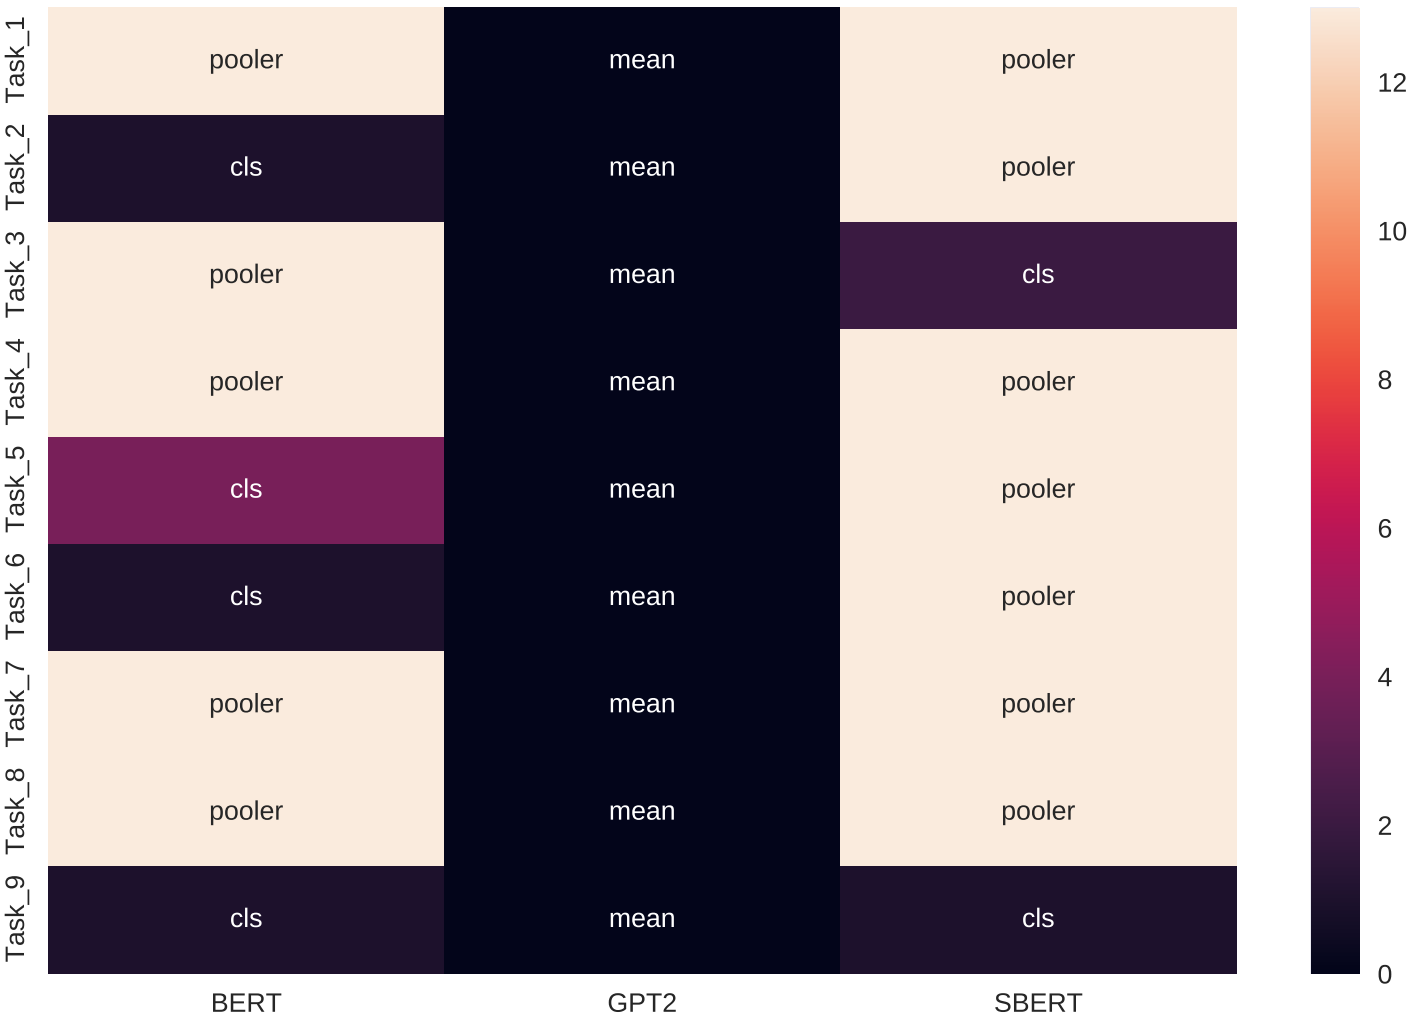 Task_1 pooler mean pooler
Task_2 cls mean pooler
Task_3 pooler mean cls
Task_4 pooler mean pooler
Task_5 cls mean pooler
Task_6 cls mean pooler
Task_7 pooler mean pooler
Task_8 pooler mean pooler
Task_9 cls mean cls
BERT GPT2 SBERT
12
10
8
6
4
2
0